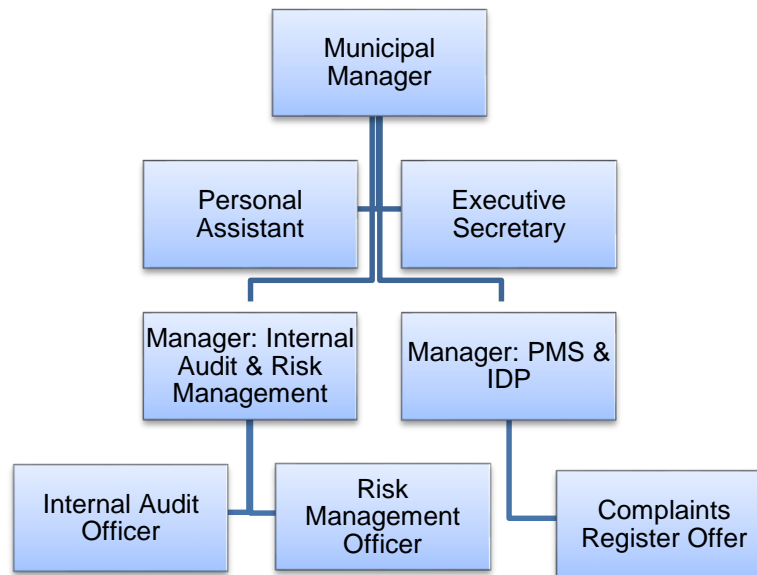 Municipal
Manager
Personal
Assistant
Executive
Secretary
Manager: Internal
Audit & Risk
Management
Manager: PMS &
IDP
Internal Audit
Officer
Risk
Management
Officer
Complaints
Register Offer